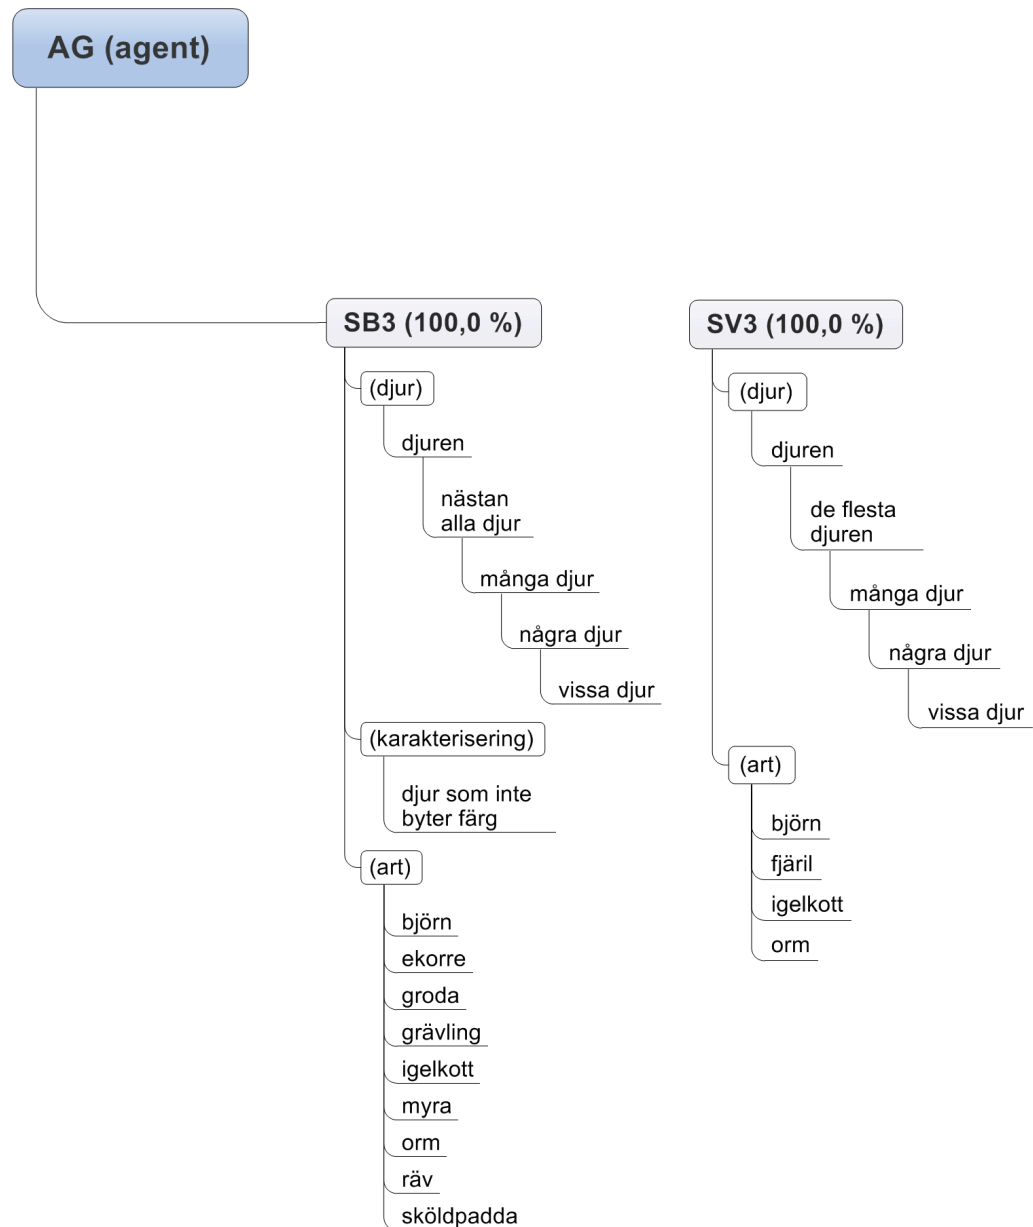 AG (agent)
SB3 (100,0 %)
(djur)
djuren
nästan
alla djur
många djur
några djur
vissa djur
(karakterisering)
djur som inte
byter färg
(art)
björn
ekorre
groda
grävling
igelkott
myra
orm
räv
sköldpadda
SV3 (100,0 %)
(djur)
djuren
de flesta
djuren
många djur
några djur
vissa djur
(art)
björn
fjäril
igelkott
orm